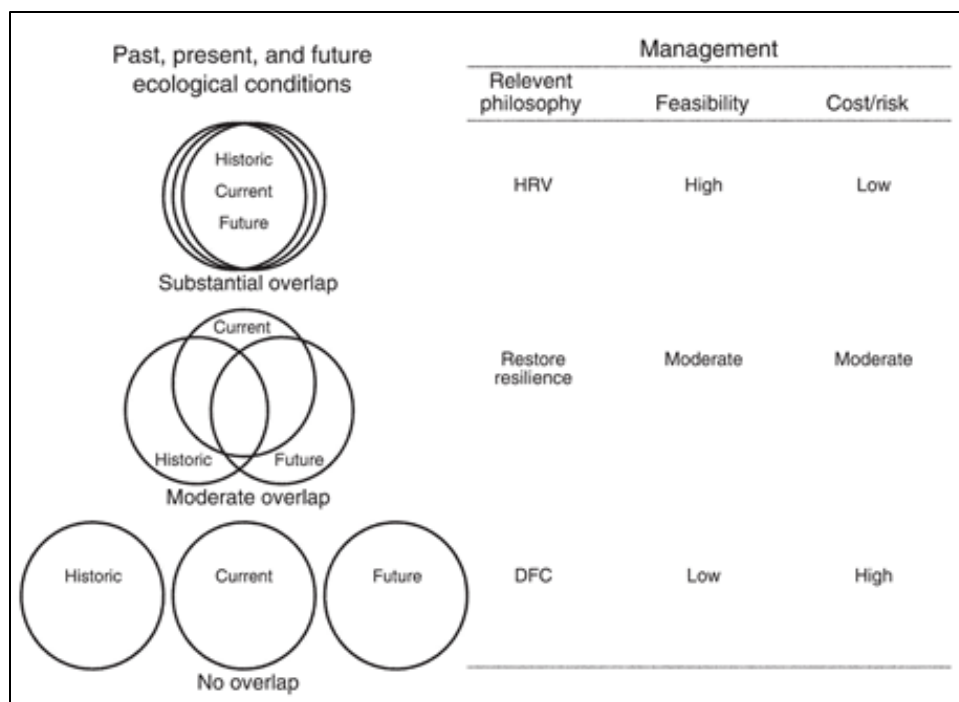 Past, present, and future
ecological conditions
Management
Relevent
philosophy
Feasibility
Cost/risk
Historic
Current
Future
Substantial overlap
HRV
High
Low
Current
Historic
Future
Moderate overlap
Restore
resilience
Moderate
Moderate
Historic
Current
Future
No overlap
DFC
Low
High